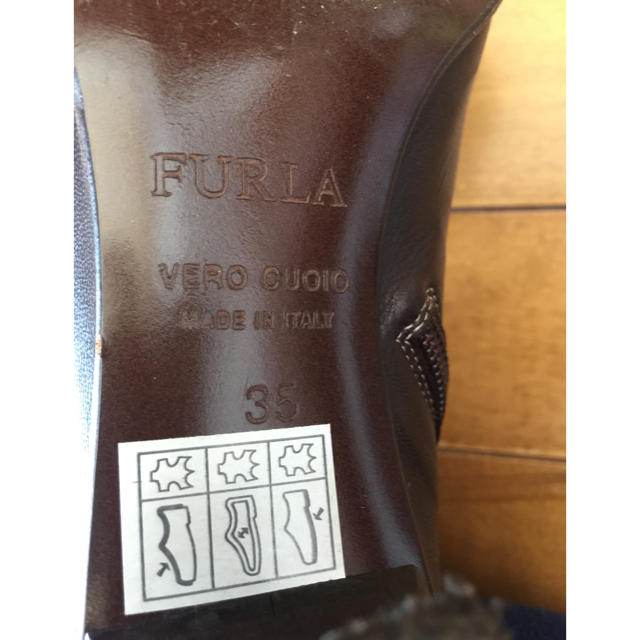 FURLA
VERO CUOIO
MADE IN ITALY
35